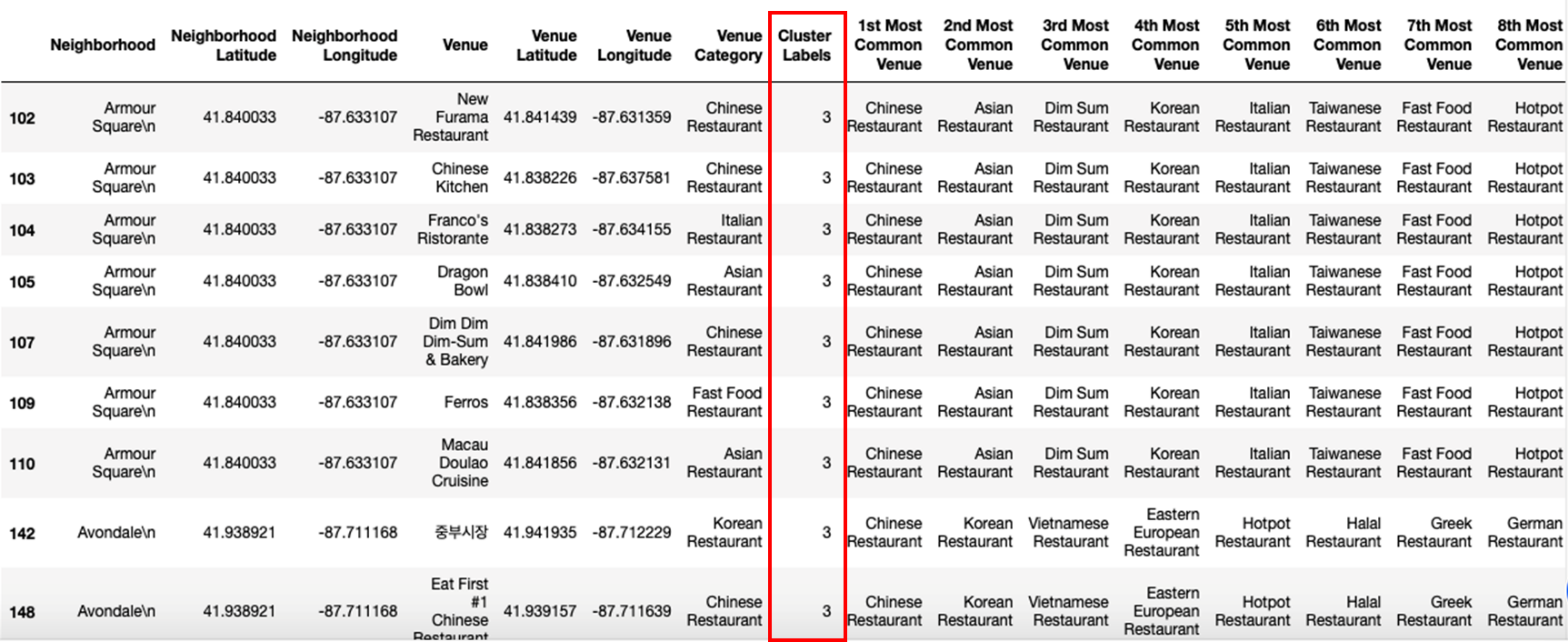 Neighborhood Neighborhood Latitude Neighborhood Longitude Venue Venue Latitude Venue Longitude Venue Category Cluster Labels 1st Most Common Venue 2nd Most Common Venue 3rd Most Common Venue 4th Most Common Venue 5th Most Common Venue 6th Most Common Venue 7th Most Common Venue 8th Most Common Venue
102 Armour Square\n 41.840033 -87.633107 New Furama Restaurant 41.841439 -87.631359 Chinese Restaurant 3 Chinese Restaurant Asian Restaurant Dim Sum Restaurant Korean Restaurant Italian Restaurant Taiwanese Restaurant Fast Food Restaurant Hotpot Restaurant
103 Armour Square\n 41.840033 -87.633107 Chinese Kitchen 41.838226 -87.637581 Chinese Restaurant 3 Chinese Restaurant Asian Restaurant Dim Sum Restaurant Korean Restaurant Italian Restaurant Taiwanese Restaurant Fast Food Restaurant Hotpot Restaurant
104 Armour Square\n 41.840033 -87.633107 Franco's Ristorante 41.838273 -87.634155 Italian Restaurant 3 Chinese Restaurant Asian Restaurant Dim Sum Restaurant Korean Restaurant Italian Restaurant Taiwanese Restaurant Fast Food Restaurant Hotpot Restaurant
105 Armour Square\n 41.840033 -87.633107 Dragon Bowl 41.838410 -87.632549 Asian Restaurant 3 Chinese Restaurant Asian Restaurant Dim Sum Restaurant Korean Restaurant Italian Restaurant Taiwanese Restaurant Fast Food Restaurant Hotpot Restaurant
107 Armour Square\n 41.840033 -87.633107 Dim Dim Dim-Sum & Bakery 41.841986 -87.631896 Chinese Restaurant 3 Chinese Restaurant Asian Restaurant Dim Sum Restaurant Korean Restaurant Italian Restaurant Taiwanese Restaurant Fast Food Restaurant Hotpot Restaurant
109 Armour Square\n 41.840033 -87.633107 Ferros 41.838356 -87.632138 Fast Food Restaurant 3 Chinese Restaurant Asian Restaurant Dim Sum Restaurant Korean Restaurant Italian Restaurant Taiwanese Restaurant Fast Food Restaurant Hotpot Restaurant
110 Armour Square\n 41.840033 -87.633107 Macau Doulao Cruisine 41.841856 -87.632131 Asian Restaurant 3 Chinese Restaurant Asian Restaurant Dim Sum Restaurant Korean Restaurant Italian Restaurant Taiwanese Restaurant Fast Food Restaurant Hotpot Restaurant
142 Avondale\n 41.938921 -87.711168 중부시장 41.941935 -87.712229 Korean Restaurant 3 Chinese Restaurant Korean Restaurant Vietnamese Restaurant Eastern European Restaurant Hotpot Restaurant Halal Restaurant Greek Restaurant German Restaurant
148 Avondale\n 41.938921 -87.711168 Eat First #1 Chinese Restaurant 41.939157 -87.711639 Chinese Restaurant 3 Chinese Restaurant Korean Restaurant Vietnamese Restaurant Eastern European Restaurant Hotpot Restaurant Halal Restaurant Greek Restaurant German Restaurant